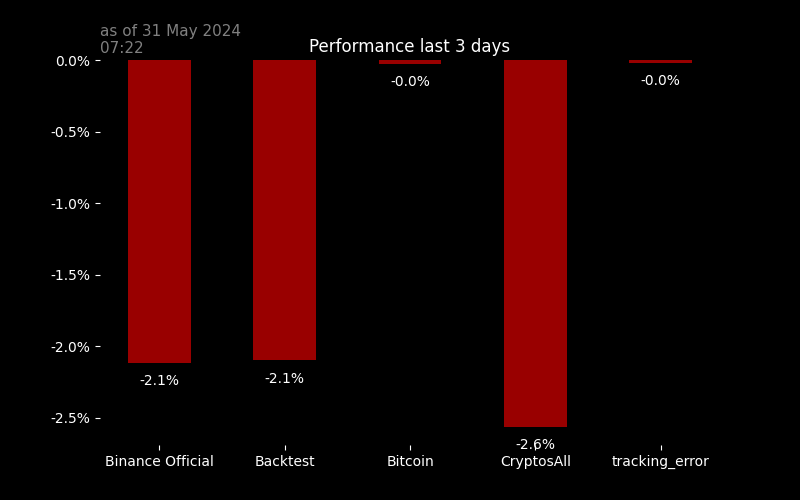 as of 31 May 2024
07:22
Performance last 3 days
0.0%
-0.5%
-1.0%
-1.5%
-2.0%
-2.5%
-2.1%
-2.1%
-0.0%
-2.6%
-0.0%
Binance Official
Backtest
Bitcoin
CryptosAll
tracking_error